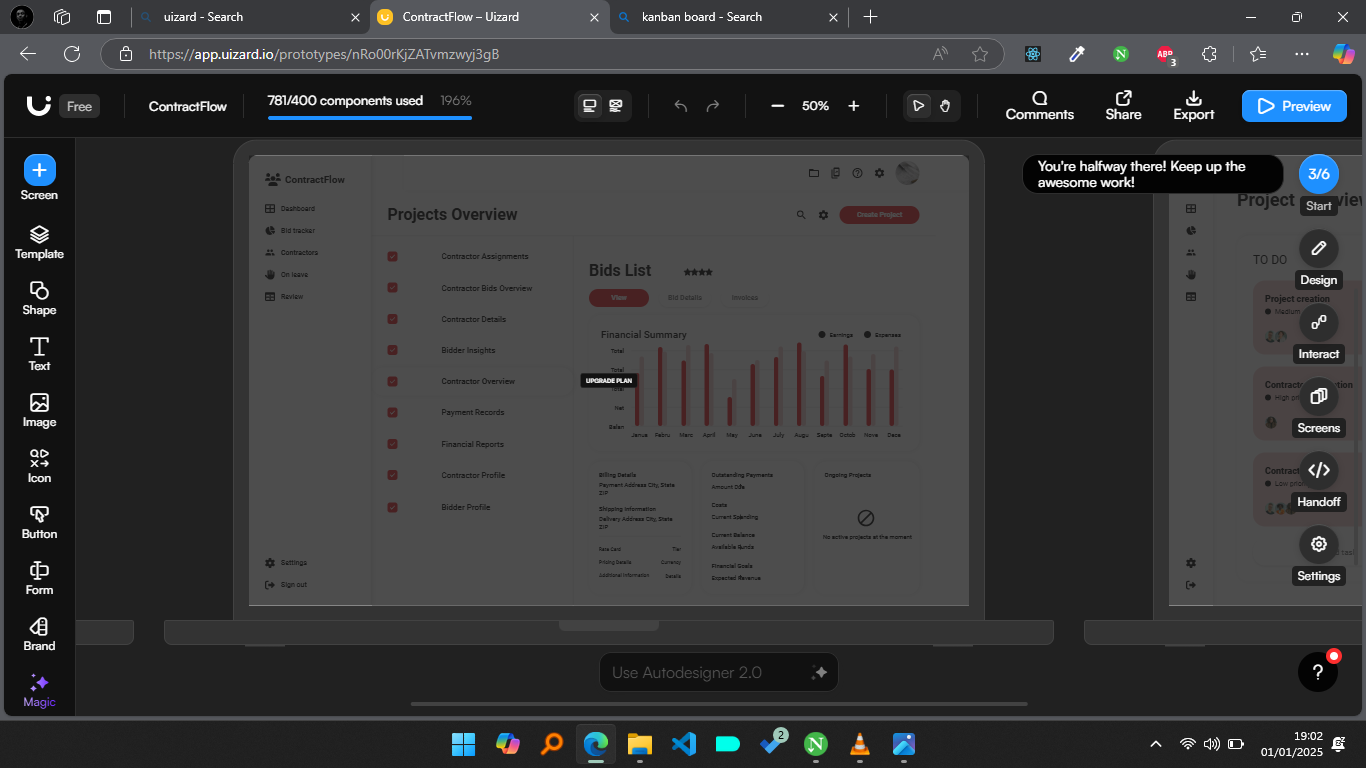 uizard - Search
ContractFlow – Uizard
kanban board - Search
https://app.uizard.io/prototypes/nRo00rKjZATvmzwyj3gB
ABP
3
Free
ContractFlow
781/400 components used 196%
50%
Comments
Share
Export
Preview
Screen
Template
Shape
Text
Image
Icon
Button
Form
Brand
Magic
ContractFlow
Dashboard
Bid tracker
Contractors
On leave
Review
Settings
Sign out
Projects Overview
Create Project
Contractor Assignments
Contractor Bids Overview
Contractor Details
Bidder Insights
Contractor Overview
Payment Records
Financial Reports
Contractor Profile
Bidder Profile
Bids List
View
Bid Details
Invoices
Financial Summary
Earnings
Expenses
Total
Total
UPGRADE PLAN
Net
Balan
Janua Febru Marc April May June July Augu Septe Octob Nove Dece
Billing Details
Payment Address City, State
ZIP
Shipping Information
Delivery Address City, State
ZIP
Rate Card Tier
Pricing Details Currency
Additional Information Details
Outstanding Payments
Amount Due
Costs
Current Spending
Current Balance
Available Funds
Financial Goals
Expected Revenue
Ongoing Projects
No active projects at the moment
You're halfway there! Keep up the
awesome work!
3/6
Start
Design
Interact
Screens
Handoff
Settings
TO DO
Project creation
Medium
High
Low
Use Autodesigner 2.0
?
2
19:02
01/01/2025